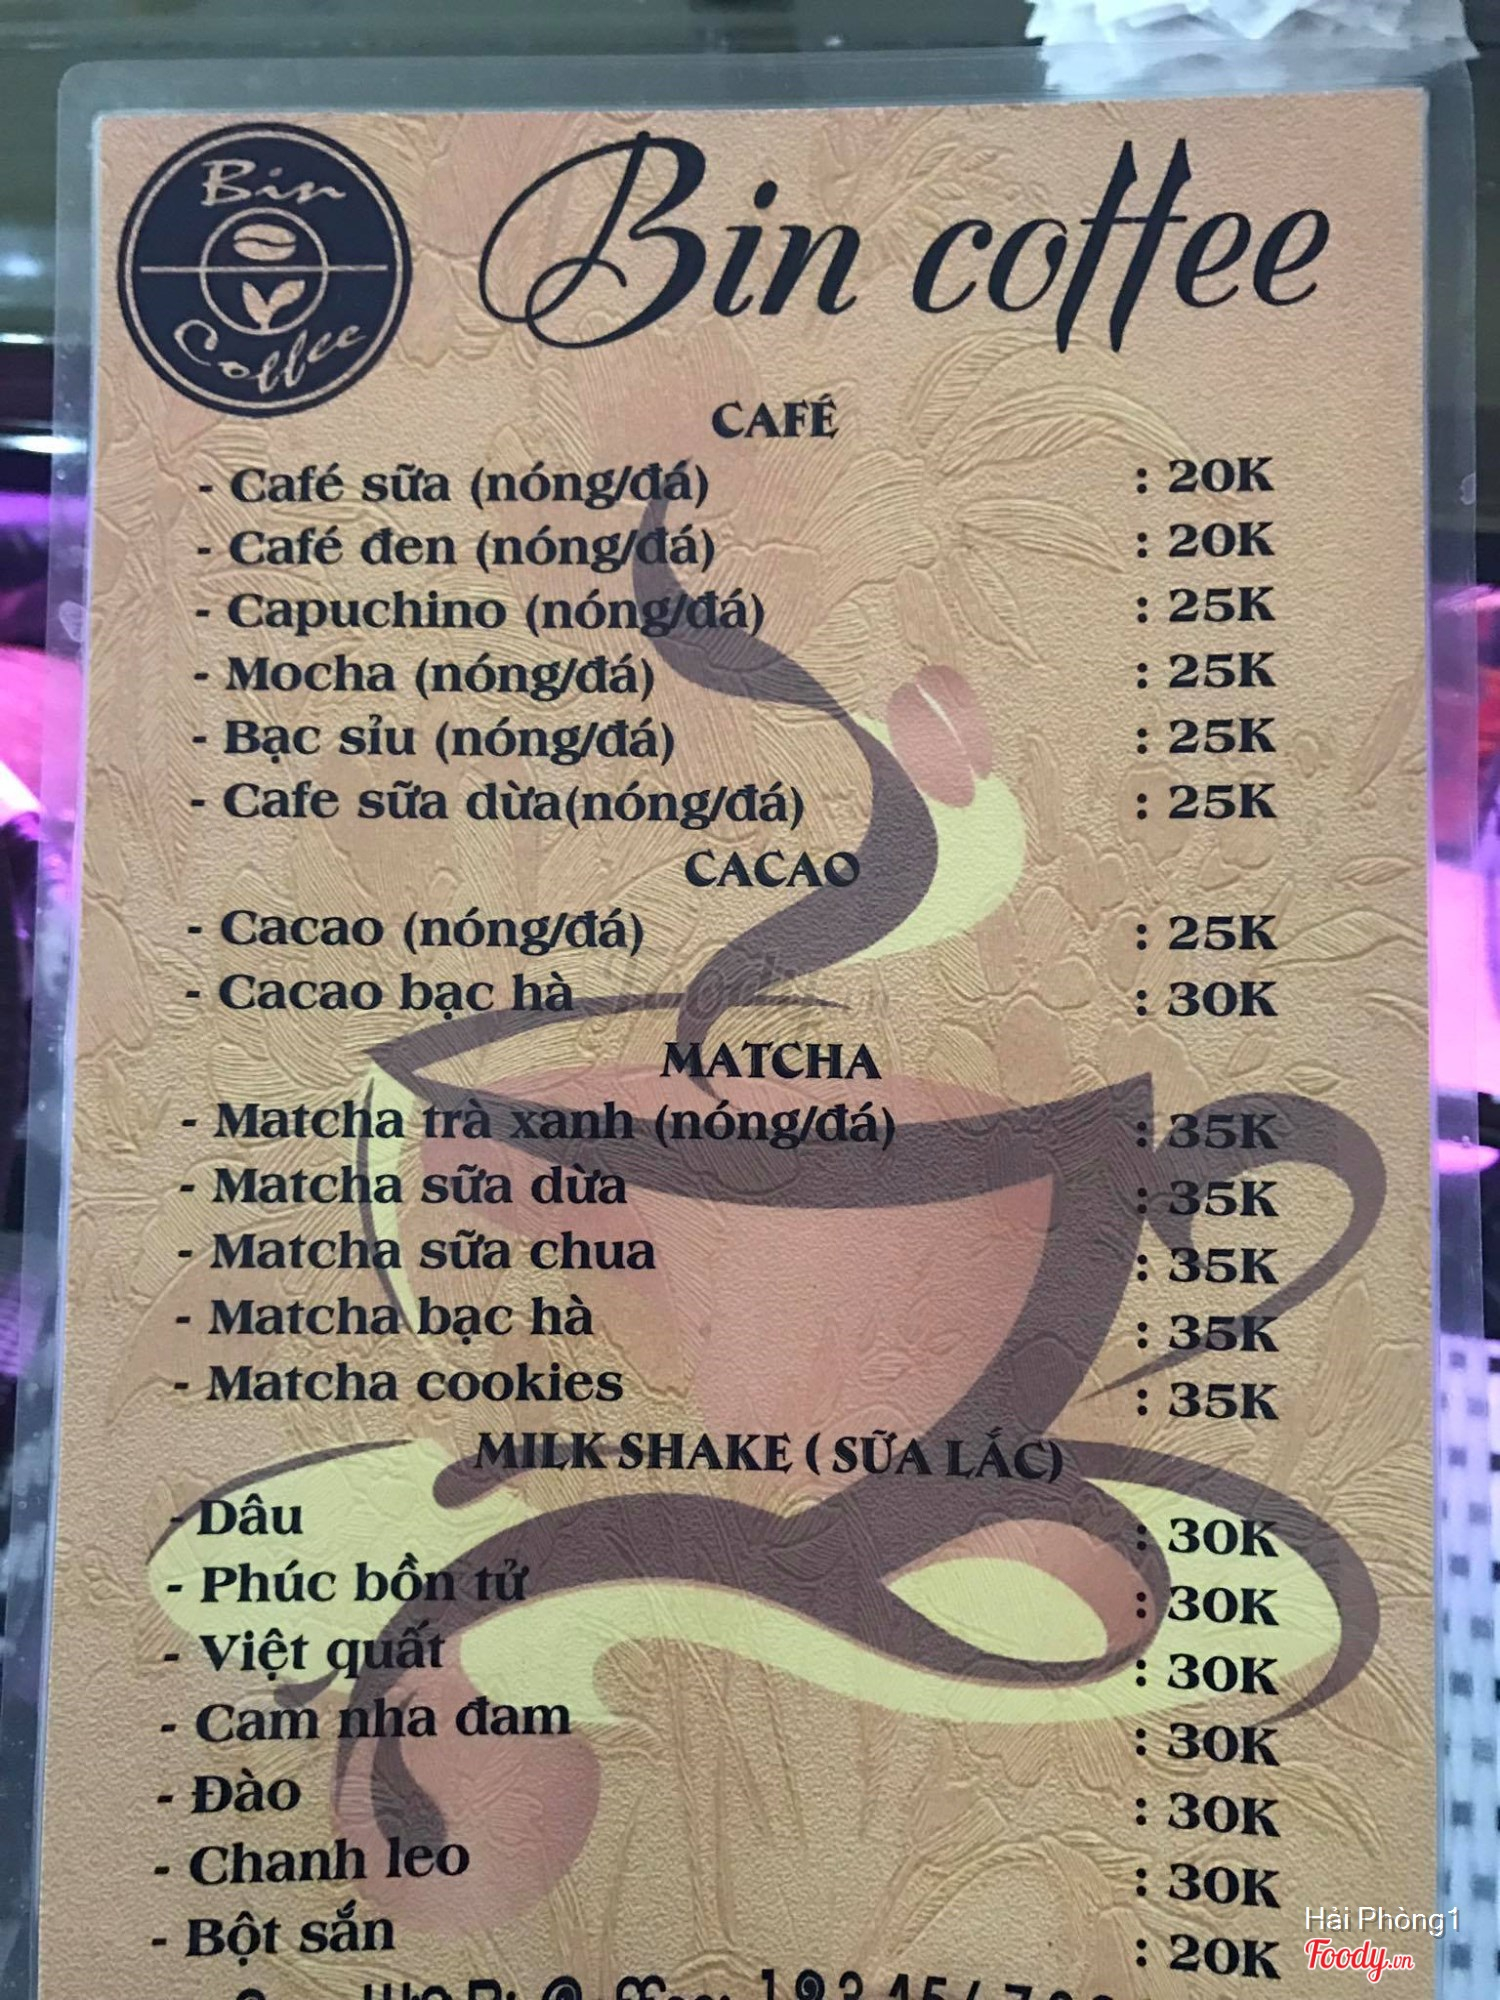 Bin
Coffee
Bin coffee
CAFÉ
- Café sữa (nóng/đá) : 20K
- Café đen (nóng/đá) : 20K
- Capuchino (nóng/đá) : 25K
- Mocha (nóng/đá) : 25K
- Bạc sỉu (nóng/đá) : 25K
- Cafe sữa dừa(nóng/đá) : 25K
CACAO
- Cacao (nóng/đá) : 25K
- Cacao bạc hà : 30K
MATCHA
- Matcha trà xanh (nóng/đá) : 35K
- Matcha sữa dừa : 35K
- Matcha sữa chua : 35K
- Matcha bạc hà : 35K
- Matcha cookies : 35K
MILK SHAKE ( SỮA LẮC)
- Dâu : 30K
- Phúc bồn tử : 30K
- Việt quất : 30K
- Cam nha đam : 30K
- Đào : 30K
- Chanh leo : 30K
- Bột sắn : 20K
Hải Phòng1
Foody.vn